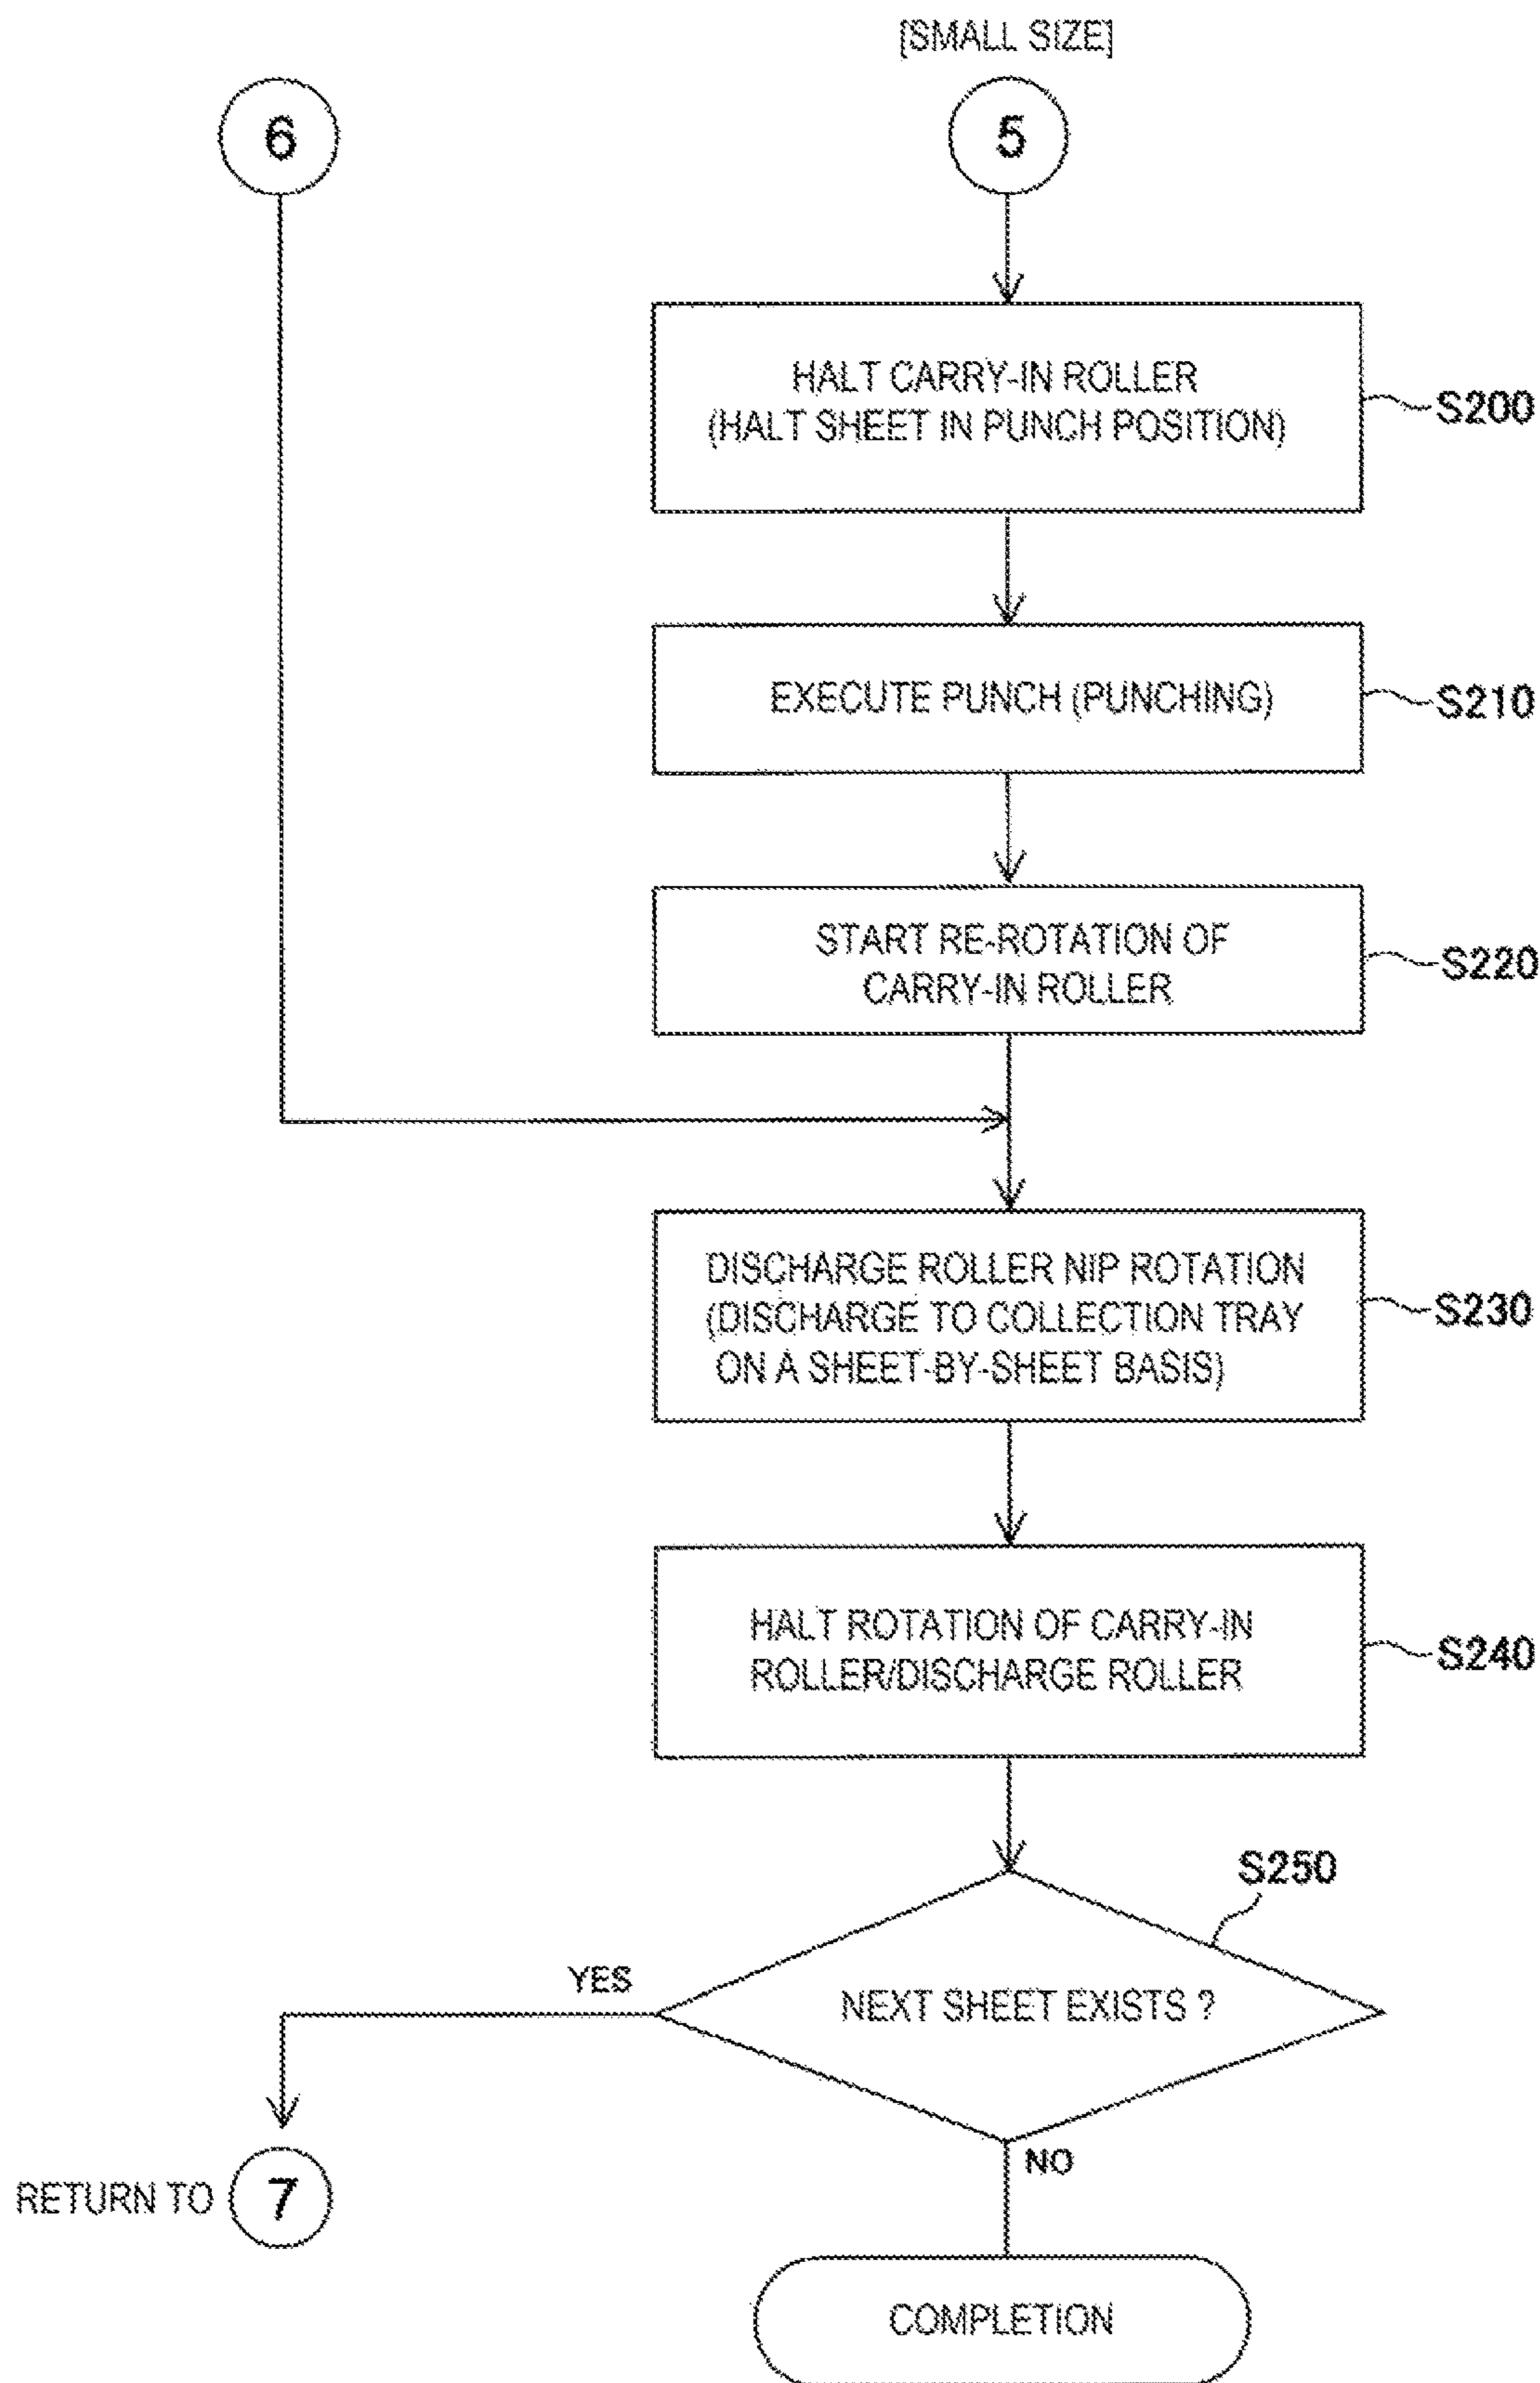 [SMALL SIZE]
6
5
HALT CARRY-IN ROLLER
(HALT SHEET IN PUNCH POSITION)
S200
EXECUTE PUNCH (PUNCHING)
S210
START RE-ROTATION OF
CARRY-IN ROLLER
S220
DISCHARGE ROLLER NIP ROTATION
(DISCHARGE TO COLLECTION TRAY
ON A SHEET-BY-SHEET BASIS)
S230
HALT ROTATION OF CARRY-IN
ROLLER/DISCHARGE ROLLER
S240
S250
YES
NEXT SHEET EXISTS ?
NO
RETURN TO 7
COMPLETION